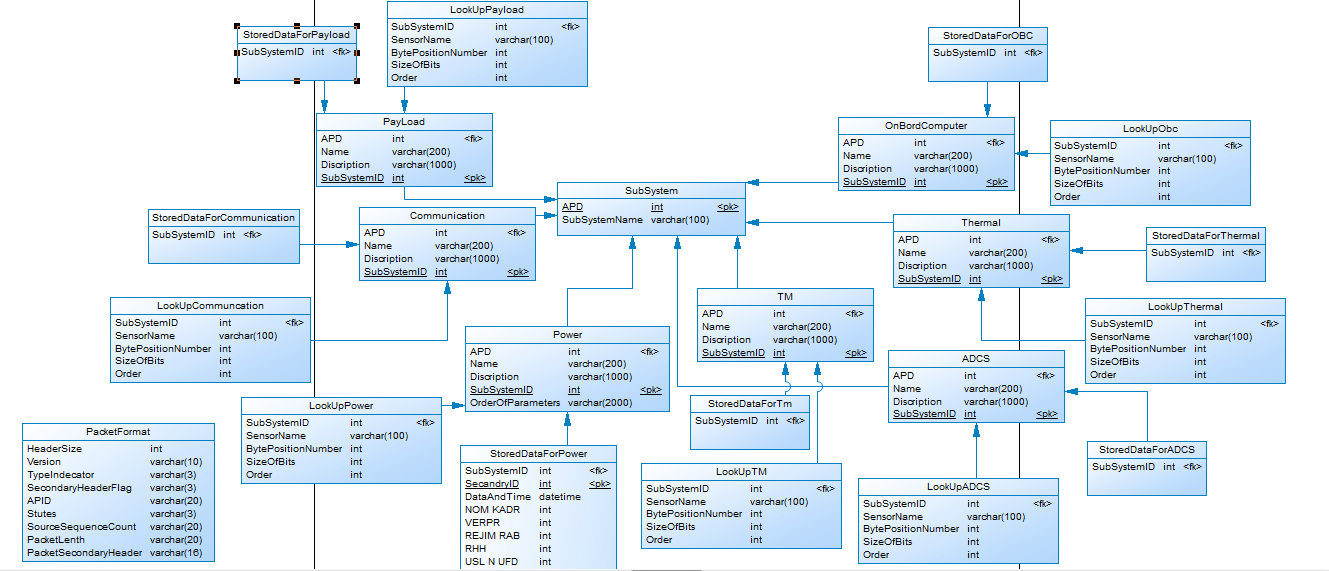 StoredDataForPayload
SubSystemID int <fk>
LookUpPayload
SubSystemID int <fk>
SensorName varchar(100)
BytePositionNumber int
SizeOfBits int
Order int
StoredDataForOBC
SubSystemID int <fk>
PayLoad
APD int <fk>
Name varchar(200)
Discription varchar(1000)
SubSystemID int <pk>
OnBordComputer
APD int <fk>
Name varchar(200)
Discription varchar(1000)
SubSystemID int <pk>
LookUpObc
SubSystemID int <fk>
SensorName varchar(100)
BytePositionNumber int
SizeOfBits int
Order int
SubSystem
APD int <pk>
SubSystemName varchar(100)
StoredDataForCommunication
SubSystemID int <fk>
Communication
APD int <fk>
Name varchar(200)
Discription varchar(1000)
SubSystemID int <pk>
Thermal
APD int <fk>
Name varchar(200)
Discription varchar(1000)
SubSystemID int <pk>
StoredDataForThermal
SubSystemID int <fk>
LookUpCommuncation
SubSystemID int <fk>
SensorName varchar(100)
BytePositionNumber int
SizeOfBits int
Order int
TM
APD int <fk>
Name varchar(200)
Discription varchar(1000)
SubSystemID int <pk>
LookUpThermal
SubSystemID int <fk>
SensorName varchar(100)
BytePositionNumber int
SizeOfBits int
Order int
Power
APD int <fk>
Name varchar(200)
Discription varchar(1000)
SubSystemID int <pk>
OrderOfParameters varchar(2000)
ADCS
APD int <fk>
Name varchar(200)
Discription varchar(1000)
SubSystemID int <pk>
LookUpPower
SubSystemID int <fk>
SensorName varchar(100)
BytePositionNumber int
SizeOfBits int
Order int
StoredDataForTm
SubSystemID int <fk>
PacketFormat
HeaderSize int
Version varchar(10)
TypeIndecator varchar(3)
SecondaryHeaderFlag varchar(3)
APID varchar(20)
Stutes varchar(3)
SourceSequenceCount varchar(20)
PacketLenth varchar(20)
PacketSecondaryHeader varchar(16)
StoredDataForPower
SubSystemID int <fk>
SecandryID int <pk>
DataAndTime datetime
NOM KADR int
VERPR int
REJIM RAB int
RHH int
USL N UFD int
LookUpTM
SubSystemID int <fk>
SensorName varchar(100)
BytePositionNumber int
SizeOfBits int
Order int
StoredDataForADCS
SubSystemID int <fk>
LookUpADCS
SubSystemID int <fk>
SensorName varchar(100)
BytePositionNumber int
SizeOfBits int
Order int